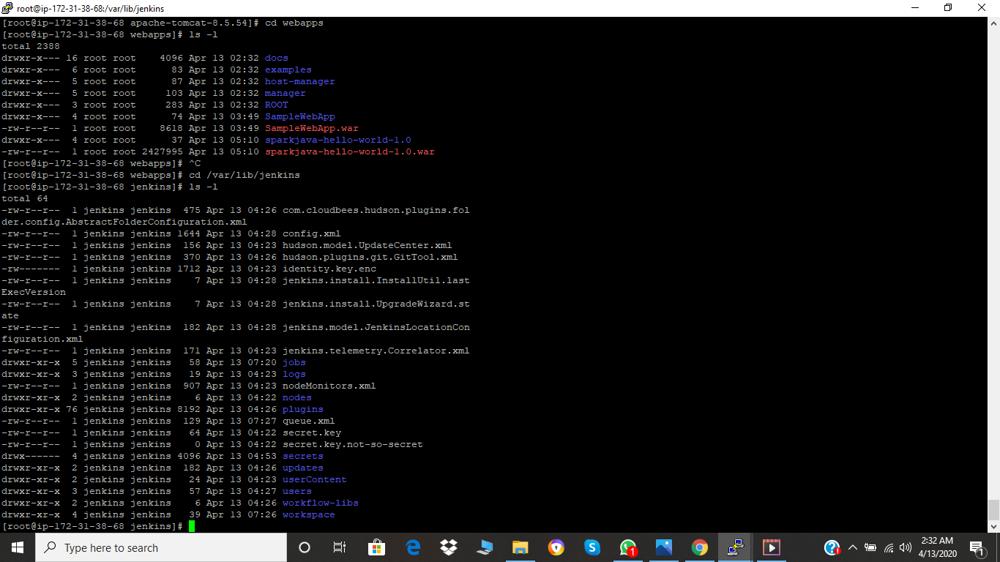 root@ip-172-31-38-68:/var/lib/jenkins
[root@ip-172-31-38-68 apache-tomcat-8.5.54]# cd webapps
[root@ip-172-31-38-68 webapps]# ls -l
total 2388
drwxr-x--- 16 root root    4096 Apr 13 02:32 docs
drwxr-x---  6 root root      83 Apr 13 02:32 examples
drwxr-x---  5 root root      87 Apr 13 02:32 host-manager
drwxr-x---  5 root root     103 Apr 13 02:32 manager
drwxr-x---  3 root root     283 Apr 13 02:32 ROOT
drwxr-x---  4 root root      74 Apr 13 03:49 SampleWebApp
-rw-r--r--  1 root root    8618 Apr 13 03:49 SampleWebApp.war
drwxr-x---  4 root root      37 Apr 13 05:10 sparkjava-hello-world-1.0
-rw-r--r--  1 root root 2427995 Apr 13 05:10 sparkjava-hello-world-1.0.war
[root@ip-172-31-38-68 webapps]# ^C
[root@ip-172-31-38-68 webapps]# cd /var/lib/jenkins
[root@ip-172-31-38-68 jenkins]# ls -l
total 64
-rw-r--r--  1 jenkins jenkins  475 Apr 13 04:26 com.cloudbees.hudson.plugins.fol
der.config.AbstractFolderConfiguration.xml
-rw-r--r--  1 jenkins jenkins 1644 Apr 13 04:28 config.xml
-rw-r--r--  1 jenkins jenkins  156 Apr 13 04:23 hudson.model.UpdateCenter.xml
-rw-r--r--  1 jenkins jenkins  370 Apr 13 04:26 hudson.plugins.git.GitTool.xml
-rw-------  1 jenkins jenkins 1712 Apr 13 04:23 identity.key.enc
-rw-r--r--  1 jenkins jenkins    7 Apr 13 04:28 jenkins.install.InstallUtil.last
ExecVersion
-rw-r--r--  1 jenkins jenkins    7 Apr 13 04:28 jenkins.install.UpgradeWizard.st
ate
-rw-r--r--  1 jenkins jenkins  182 Apr 13 04:28 jenkins.model.JenkinsLocationCon
figuration.xml
-rw-r--r--  1 jenkins jenkins  171 Apr 13 04:23 jenkins.telemetry.Correlator.xml
drwxr-xr-x  5 jenkins jenkins   58 Apr 13 07:20 jobs
drwxr-xr-x  3 jenkins jenkins   19 Apr 13 04:23 logs
-rw-r--r--  1 jenkins jenkins  907 Apr 13 04:23 nodeMonitors.xml
drwxr-xr-x  2 jenkins jenkins    6 Apr 13 04:22 nodes
drwxr-xr-x 76 jenkins jenkins 8192 Apr 13 04:26 plugins
-rw-r--r--  1 jenkins jenkins  129 Apr 13 07:27 queue.xml
-rw-r--r--  1 jenkins jenkins   64 Apr 13 04:22 secret.key
-rw-r--r--  1 jenkins jenkins    0 Apr 13 04:22 secret.key.not-so-secret
drwx------  4 jenkins jenkins 4096 Apr 13 04:53 secrets
drwxr-xr-x  2 jenkins jenkins  182 Apr 13 04:26 updates
drwxr-xr-x  2 jenkins jenkins   24 Apr 13 04:23 userContent
drwxr-xr-x  3 jenkins jenkins   57 Apr 13 04:27 users
drwxr-xr-x  2 jenkins jenkins    6 Apr 13 04:26 workflow-libs
drwxr-xr-x  4 jenkins jenkins   39 Apr 13 07:26 workspace
[root@ip-172-31-38-68 jenkins]#
Type here to search
1
2:32 AM
4/13/2020
1